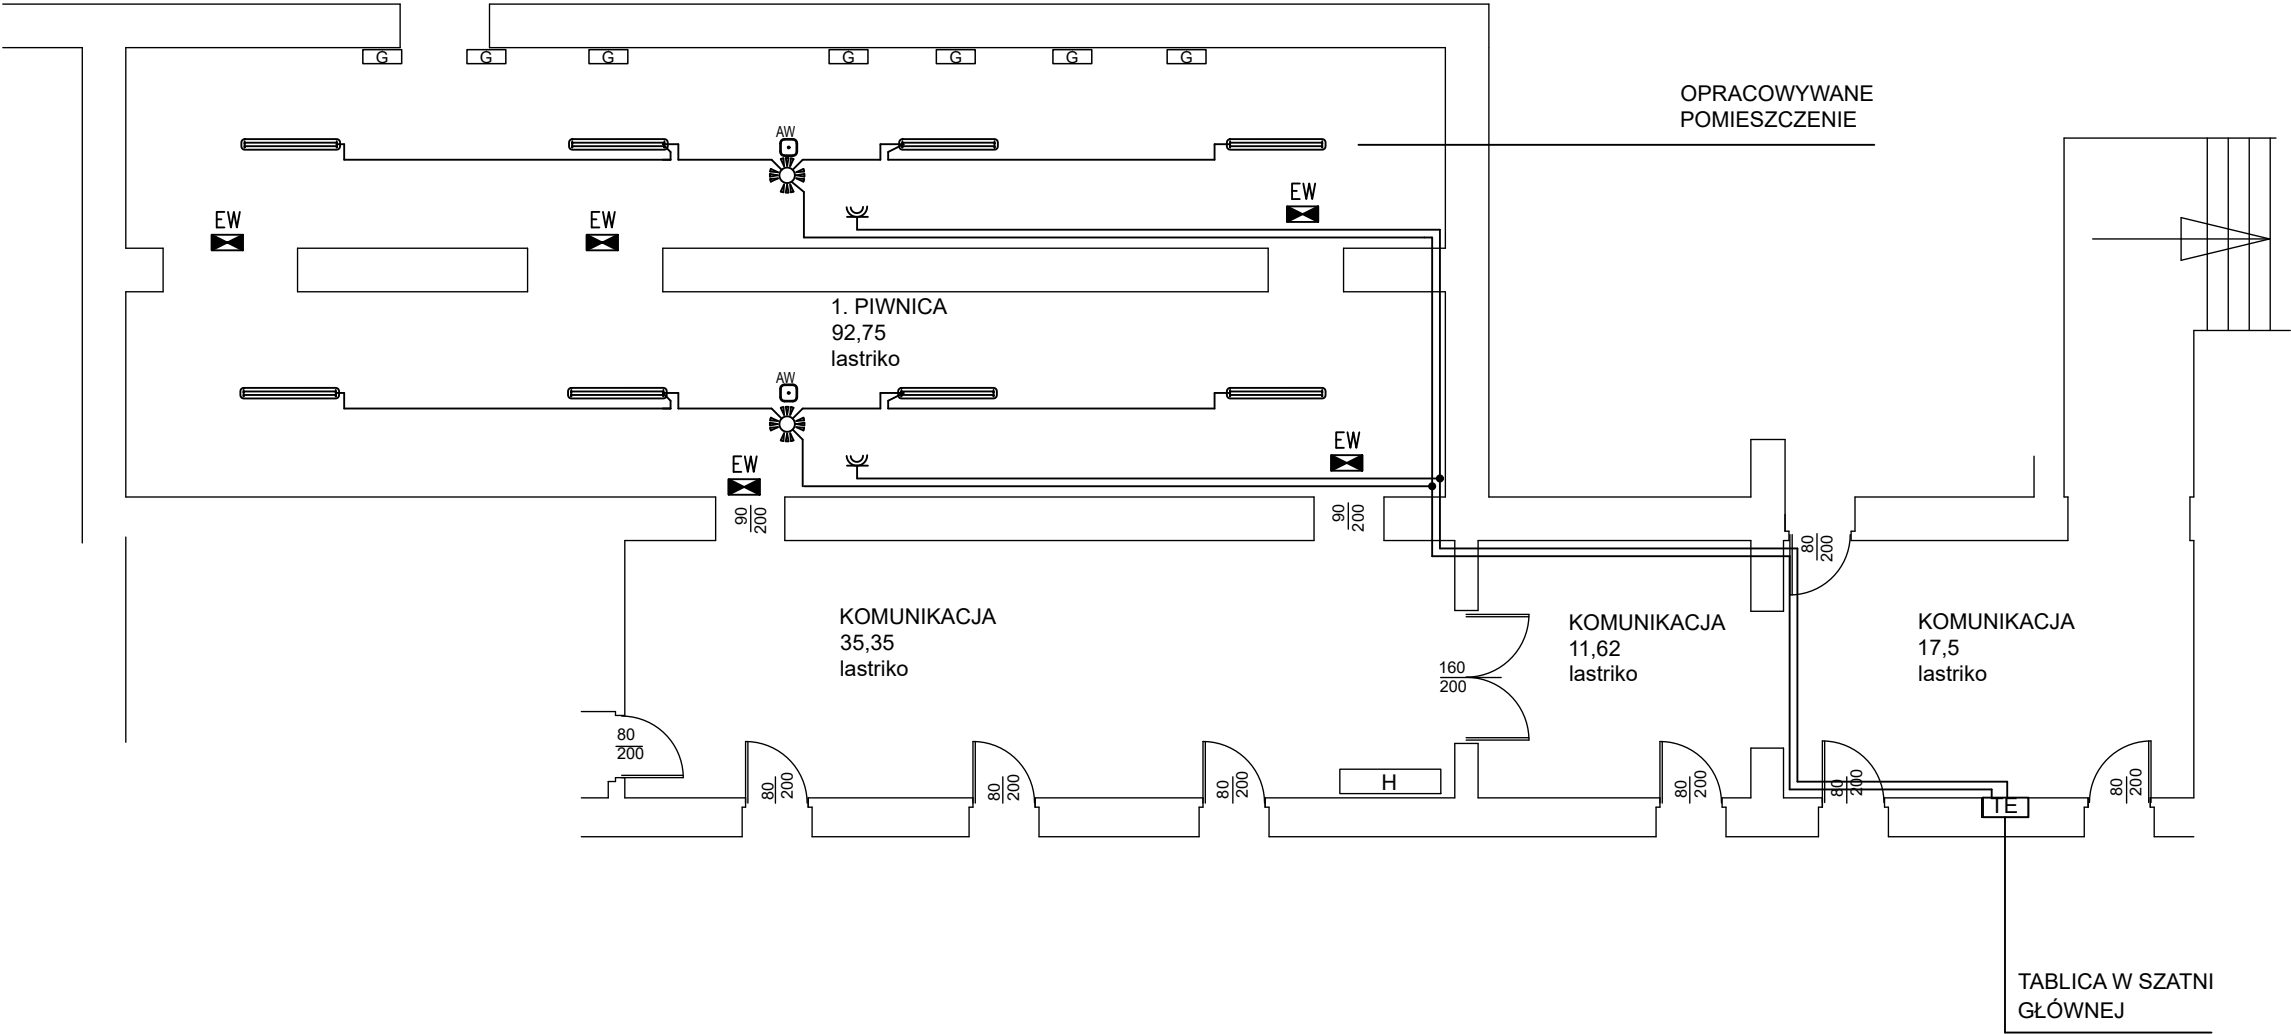 G
G
G
G
G
G
G
OPRACOWYWANE
POMIESZCZENIE
AW
EW
EW
EW
1. PIWNICA
92,75
lastriko
AW
EW
EW
90
200
90
200
80
200
KOMUNIKACJA
35,35
lastriko
KOMUNIKACJA
11,62
lastriko
KOMUNIKACJA
17,5
lastriko
160
200
80
200
80
200
80
200
80
200
H
80
200
80
200
80
200
TE
TABLICA W SZATNI
GŁÓWNEJ